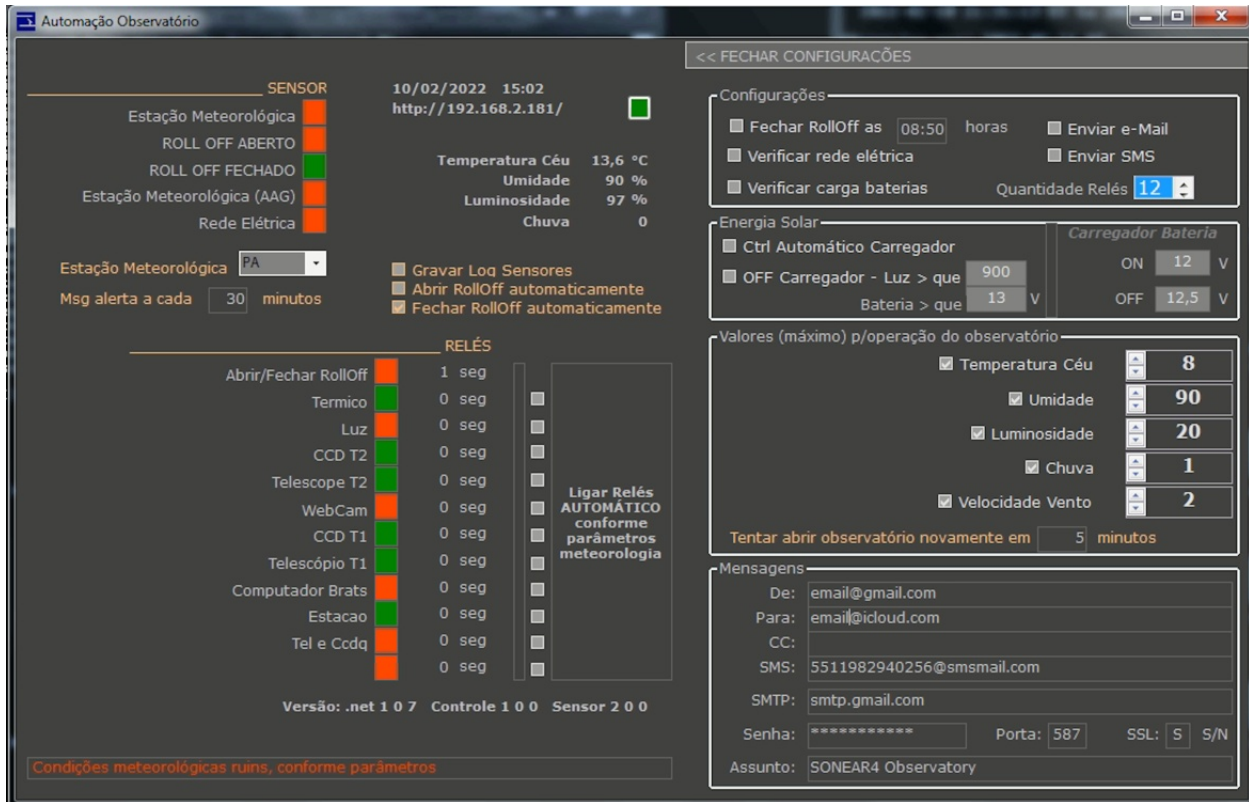 Automação Observatório
<< FECHAR CONFIGURAÇÕES
SENSOR
Estação Meteorológica
ROLL OFF ABERTO
ROLL OFF FECHADO
Estação Meteorológica (AAG)
Rede Elétrica
10/02/2022 15:02
http://192.168.2.181/
Temperatura Céu 13,6 °C
Umidade 90 %
Luminosidade 97 %
Chuva 0
Estação Meteorológica PA
Msg alerta a cada 30 minutos
Gravar Log Sensores
Abrir RollOff automaticamente
Fechar RollOff automaticamente
RELÉS
Abrir/Fechar RollOff 1 seg
Termico 0 seg
Luz 0 seg
CCD T2 0 seg
Telescope T2 0 seg
WebCam 0 seg
CCD T1 0 seg
Telescópio T1 0 seg
Computador Brats 0 seg
Estacao 0 seg
Tel e Ccdq 0 seg
0 seg
Ligar Relés
AUTOMÁTICO
conforme
parâmetros
meteorologia
Versão: .net 1 0 7 Controle 1 0 0 Sensor 2 0 0
Condições meteorológicas ruins, conforme parâmetros
Configurações
Fechar RollOff as 08:50 horas Enviar e-Mail
Verificar rede elétrica Enviar SMS
Verificar carga baterias Quantidade Relés 12
Energia Solar
Ctrl Automático Carregador
OFF Carregador - Luz > que 900
Bateria > que 13 V
Carregador Bateria
ON 12 V
OFF 12,5 V
Valores (máximo) p/operação do observatório
Temperatura Céu 8
Umidade 90
Luminosidade 20
Chuva 1
Velocidade Vento 2
Tentar abrir observatório novamente em 5 minutos
Mensagens
De: email@gmail.com
Para: email@icloud.com
CC:
SMS: 5511982940256@smsmail.com
SMTP: smtp.gmail.com
Senha: *********** Porta: 587 SSL: S S/N
Assunto: SONEAR4 Observatory